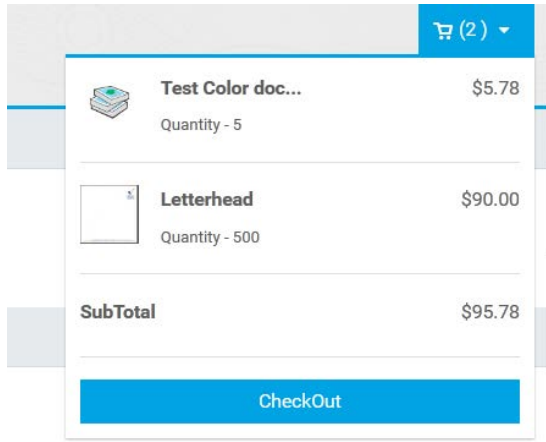 (2)
Test Color doc... $5.78
Quantity - 5
Letterhead $90.00
Quantity - 500
SubTotal $95.78
CheckOut